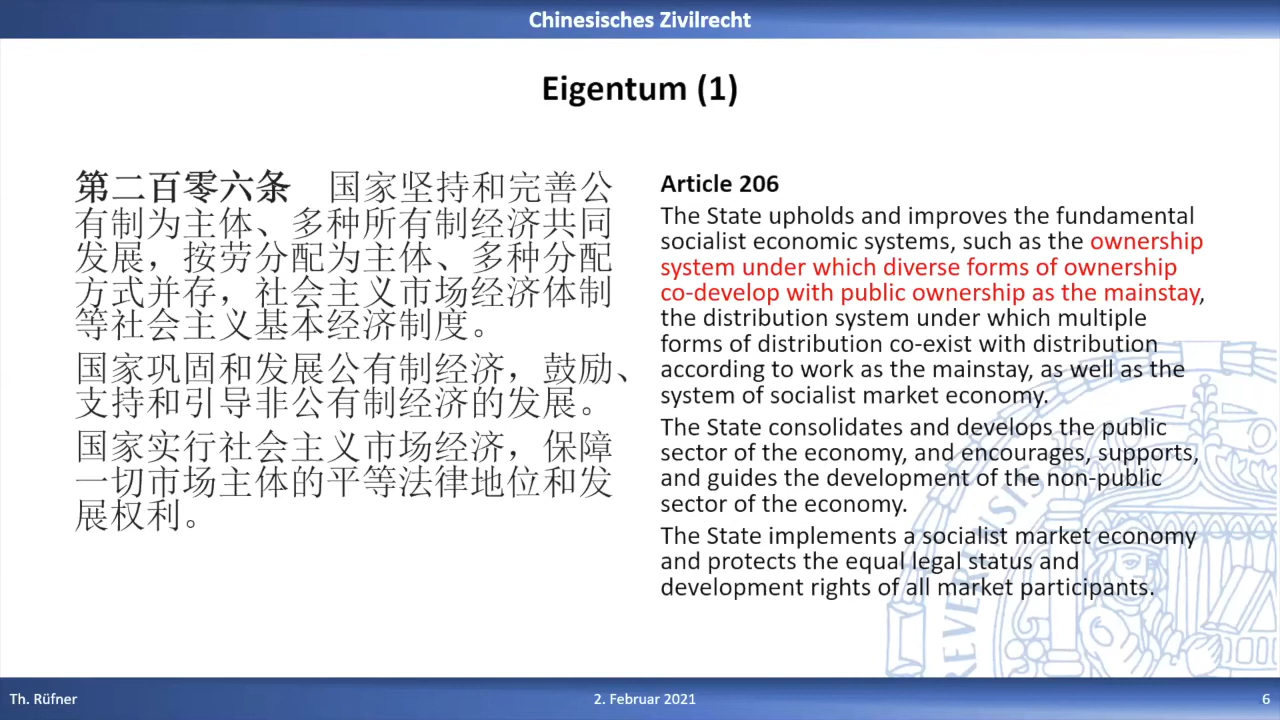 Chinesisches Zivilrecht
Eigentum (1)
第二百零六条 国家坚持和完善公
有制为主体、多种所有制经济共同
发展，按劳分配为主体、多种分配
方式并存，社会主义市场经济体制
等社会主义基本经济制度。
国家巩固和发展公有制经济，鼓励、
支持和引导非公有制经济的发展。
国家实行社会主义市场经济，保障
一切市场主体的平等法律地位和发
展权利。
Article 206
The State upholds and improves the fundamental
socialist economic systems, such as the ownership
system under which diverse forms of ownership
co-develop with public ownership as the mainstay,
the distribution system under which multiple
forms of distribution co-exist with distribution
according to work as the mainstay, as well as the
system of socialist market economy.
The State consolidates and develops the public
sector of the economy, and encourages, supports,
and guides the development of the non-public
sector of the economy.
The State implements a socialist market economy
and protects the equal legal status and
development rights of all market participants.
Th. Rüfner
2. Februar 2021
6